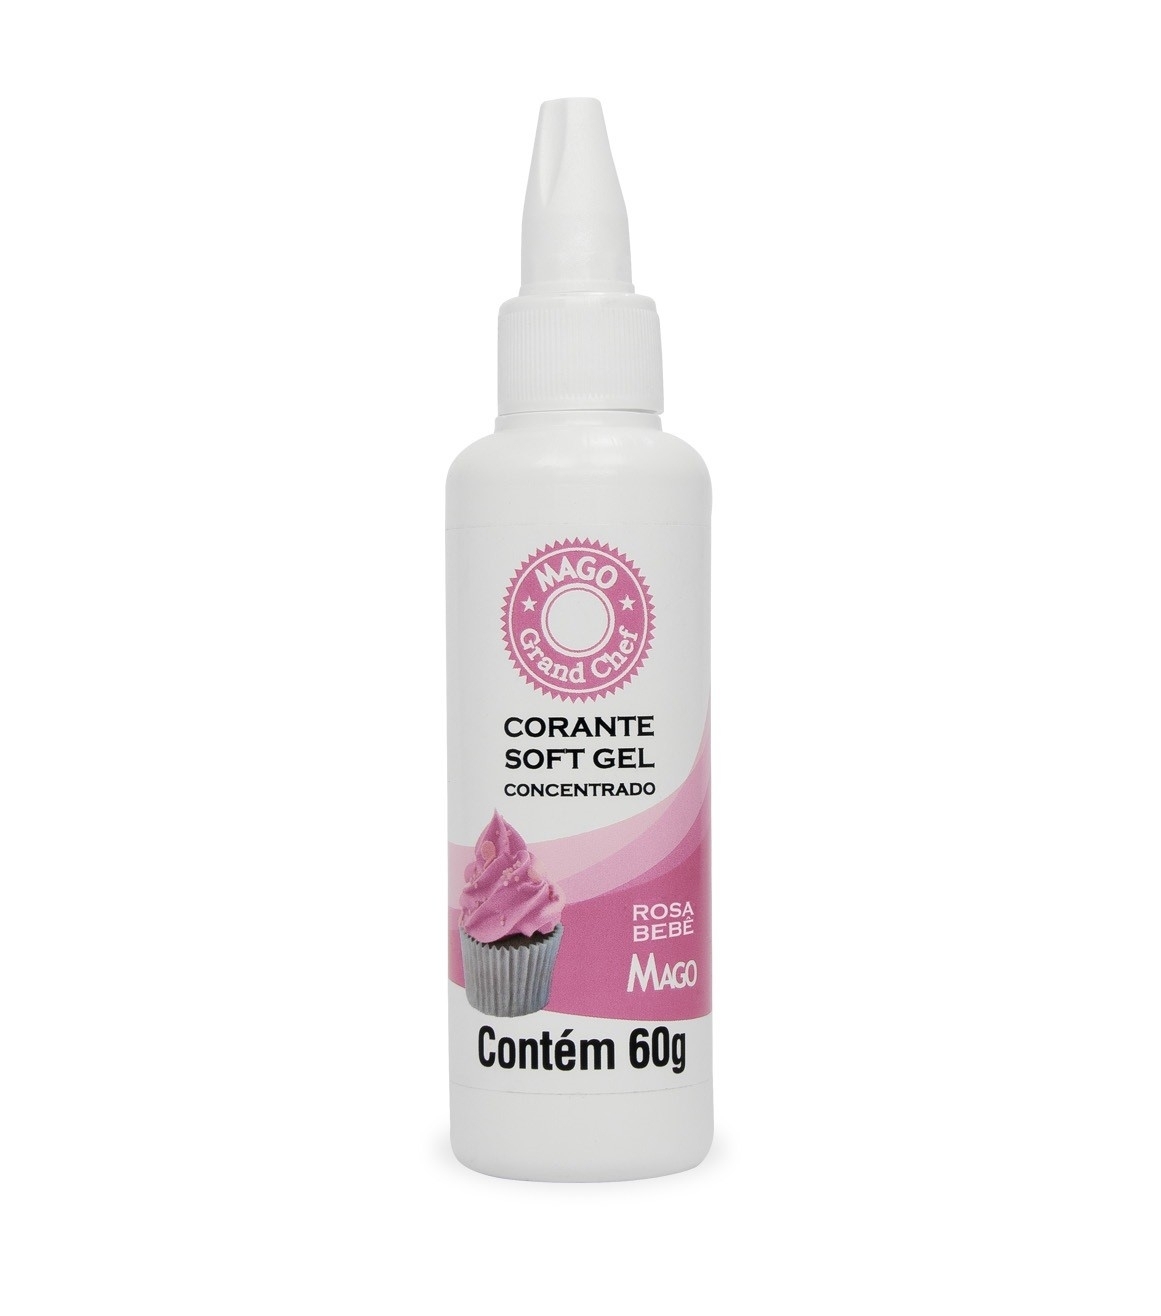 MAGO
Grand Chef
CORANTE
SOFT GEL
CONCENTRADO
ROSA
BEBÊ
MAGO
Contém 60g